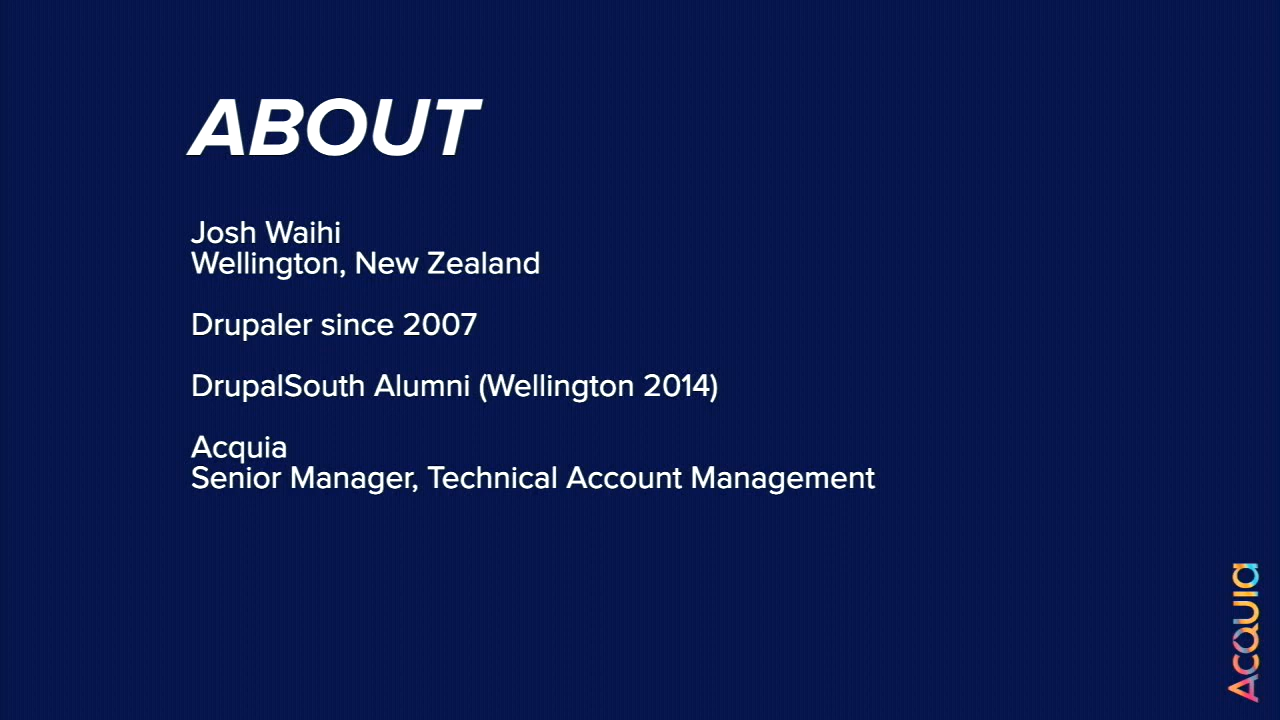 ABOUT
Josh Waihi
Wellington, New Zealand
Drupaler since 2007
DrupalSouth Alumni (Wellington 2014)
Acquia
Senior Manager, Technical Account Management
ACQUIA